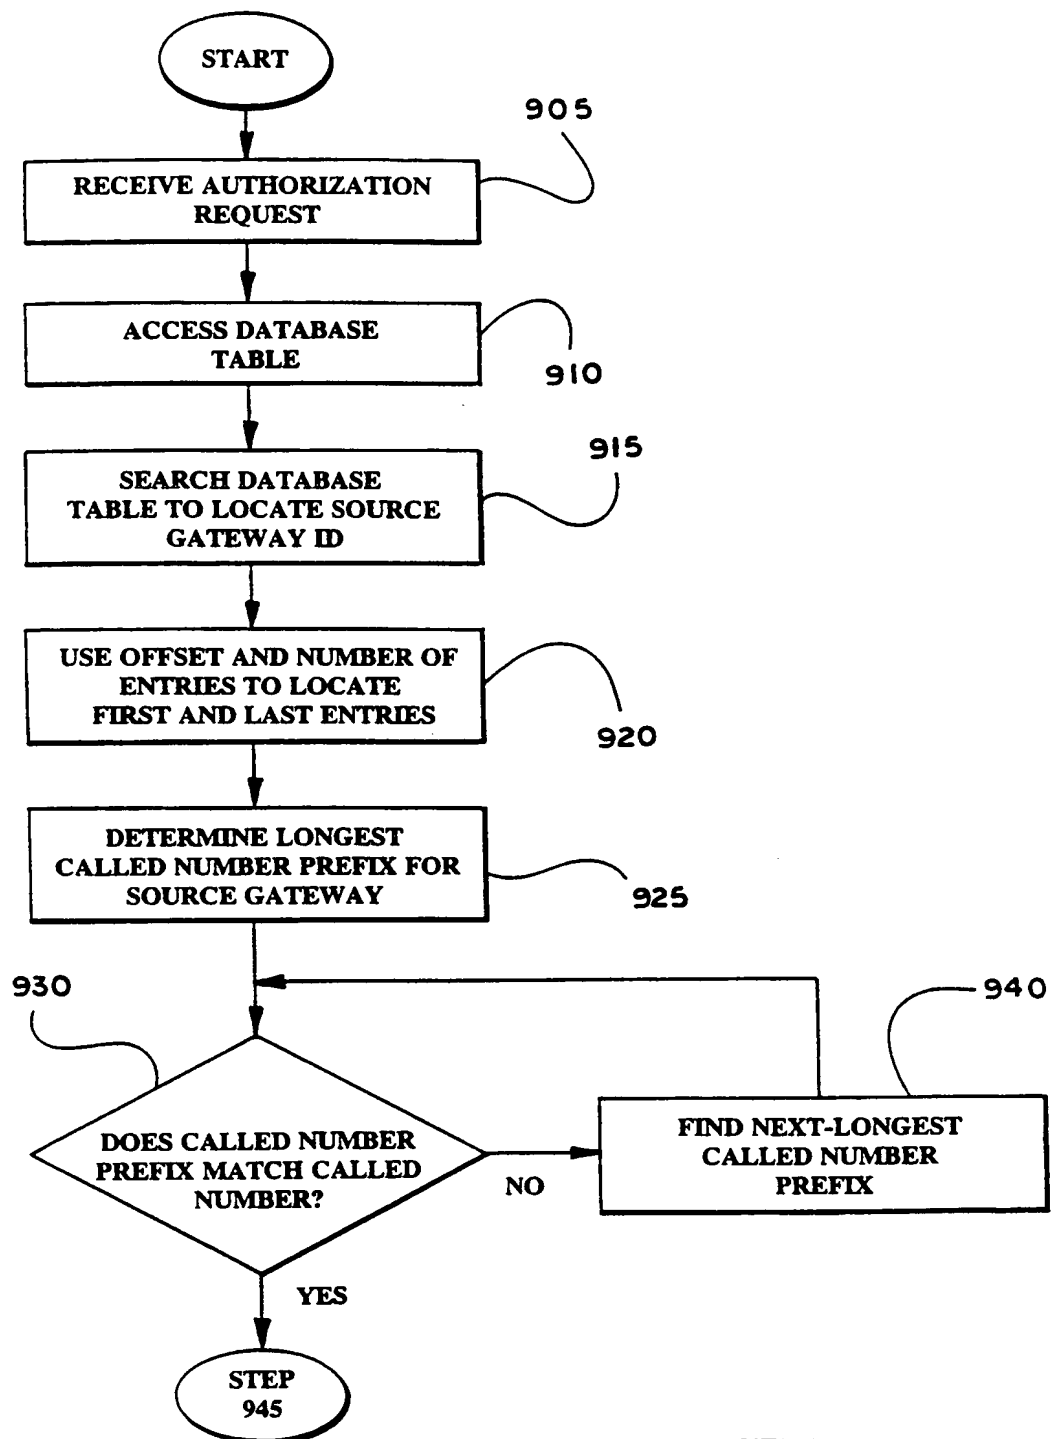 START
905
RECEIVE AUTHORIZATION
REQUEST
ACCESS DATABASE
TABLE
910
915
SEARCH DATABASE
TABLE TO LOCATE SOURCE
GATEWAY ID
USE OFFSET AND NUMBER OF
ENTRIES TO LOCATE
FIRST AND LAST ENTRIES
920
DETERMINE LONGEST
CALLED NUMBER PREFIX FOR
SOURCE GATEWAY
925
930
940
DOES CALLED NUMBER
PREFIX MATCH CALLED
NUMBER?
NO
FIND NEXT-LONGEST
CALLED NUMBER
PREFIX
YES
STEP
945